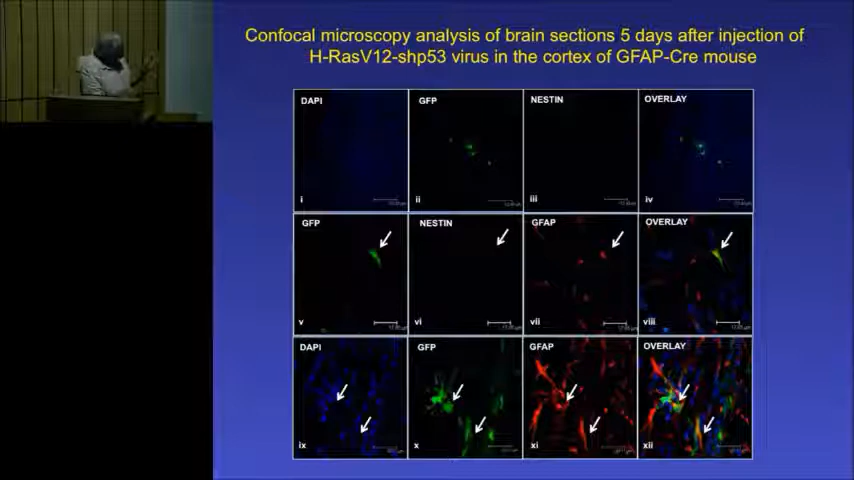 Confocal microscopy analysis of brain sections 5 days after injection of
H-RasV12-shp53 virus in the cortex of GFAP-Cre mouse
DAPI GFP NESTIN OVERLAY
i ii iii iv
GFP NESTIN GFAP OVERLAY
v vi vii viii
DAPI GFP GFAP OVERLAY
ix x xi xii